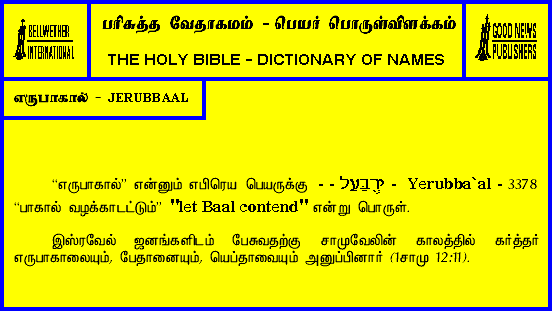 BELLWETHER
INTERNATIONAL
பரிசுத்த வேதாகமம் - பெயர் பொருள்விளக்கம்
THE HOLY BIBLE - DICTIONARY OF NAMES
GOOD NEWS
PUBLISHERS
எருபாகால் - JERUBBAAL
“எருபாகால்” என்னும் எபிரெய பெயருக்கு - - יְרֻבַּעַל - Yerubba`al - 3378
“பாகால் வழக்காடட்டும்” "let Baal contend" என்று பொருள்.
இஸ்ரவேல் ஜனங்களிடம் பேசுவதற்கு சாமுவேலின் காலத்தில் கர்த்தர்
எருபாகாலையும், பேதானையும், யெப்தாவையும் அனுப்பினார் (1சாமு 12:11).